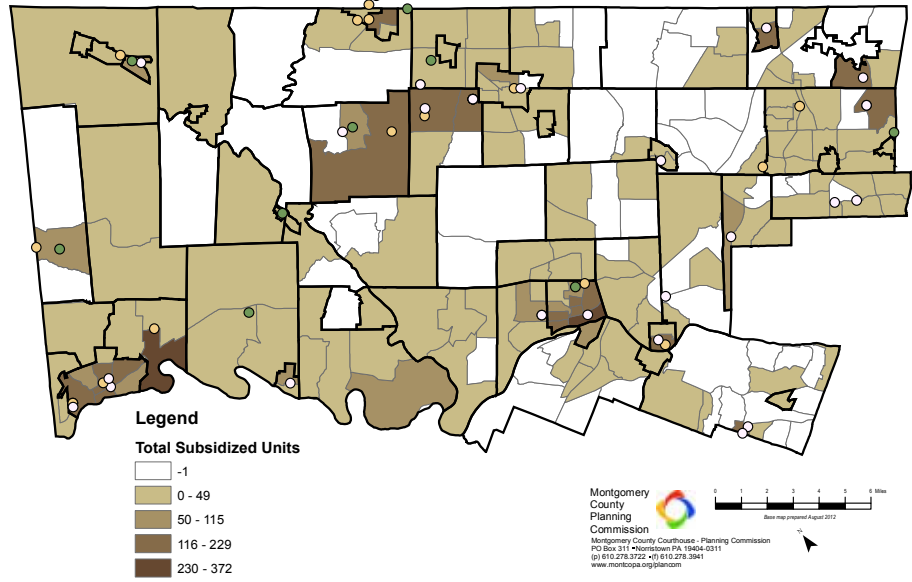 Legend
Total Subsidized Units
-1
0 - 49
50 - 115
116 - 229
230 - 372
Montgomery
County
Planning
Commission
0 1 2 3 4 5 6 Miles
Base map prepared August 2012
Montgomery County Courthouse - Planning Commission
PO Box 311 •Norristown PA 19404-0311
(p) 610.278.3722 •(f) 610.278.3941
www.montcopa.org/plancom